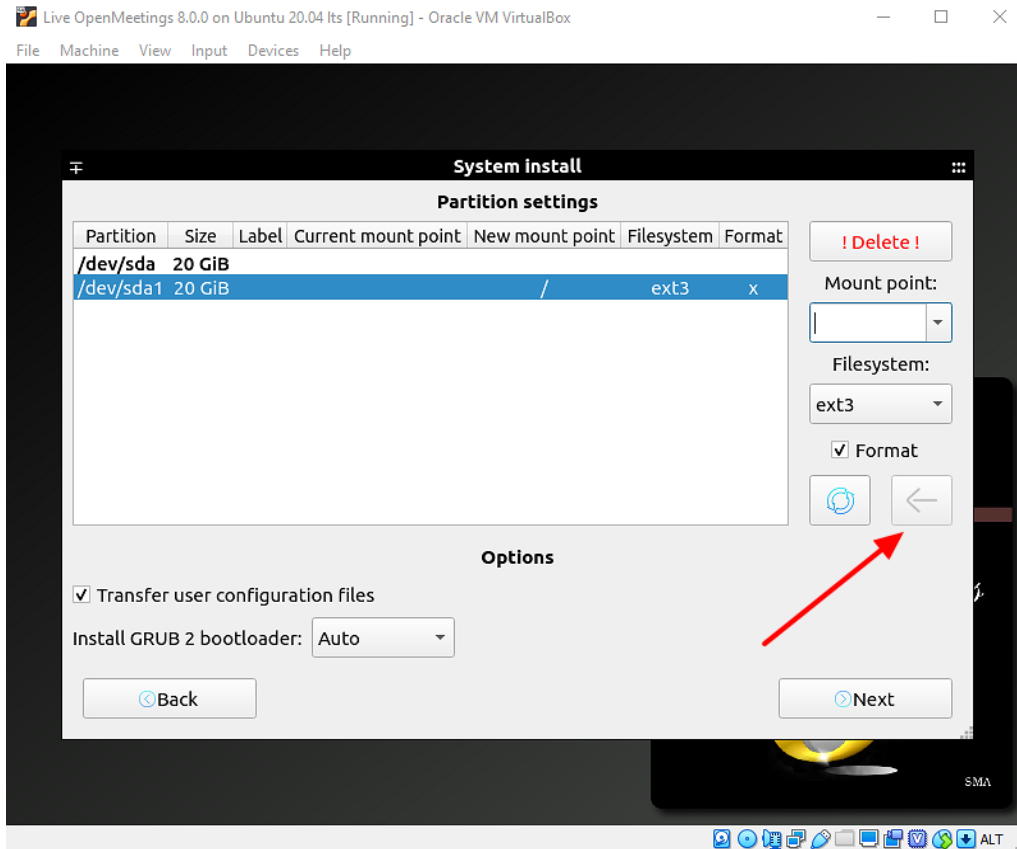 Live OpenMeetings 8.0.0 on Ubuntu 20.04 lts [Running] - Oracle VM VirtualBox
File Machine View Input Devices Help
System install
Partition settings
Partition Size Label Current mount point New mount point Filesystem Format
/dev/sda 20 GiB
/dev/sda1 20 GiB / ext3 x
! Delete !
Mount point:
Filesystem:
ext3
Format
Options
Transfer user configuration files
Install GRUB 2 bootloader: Auto
Back Next
SMA
ALT